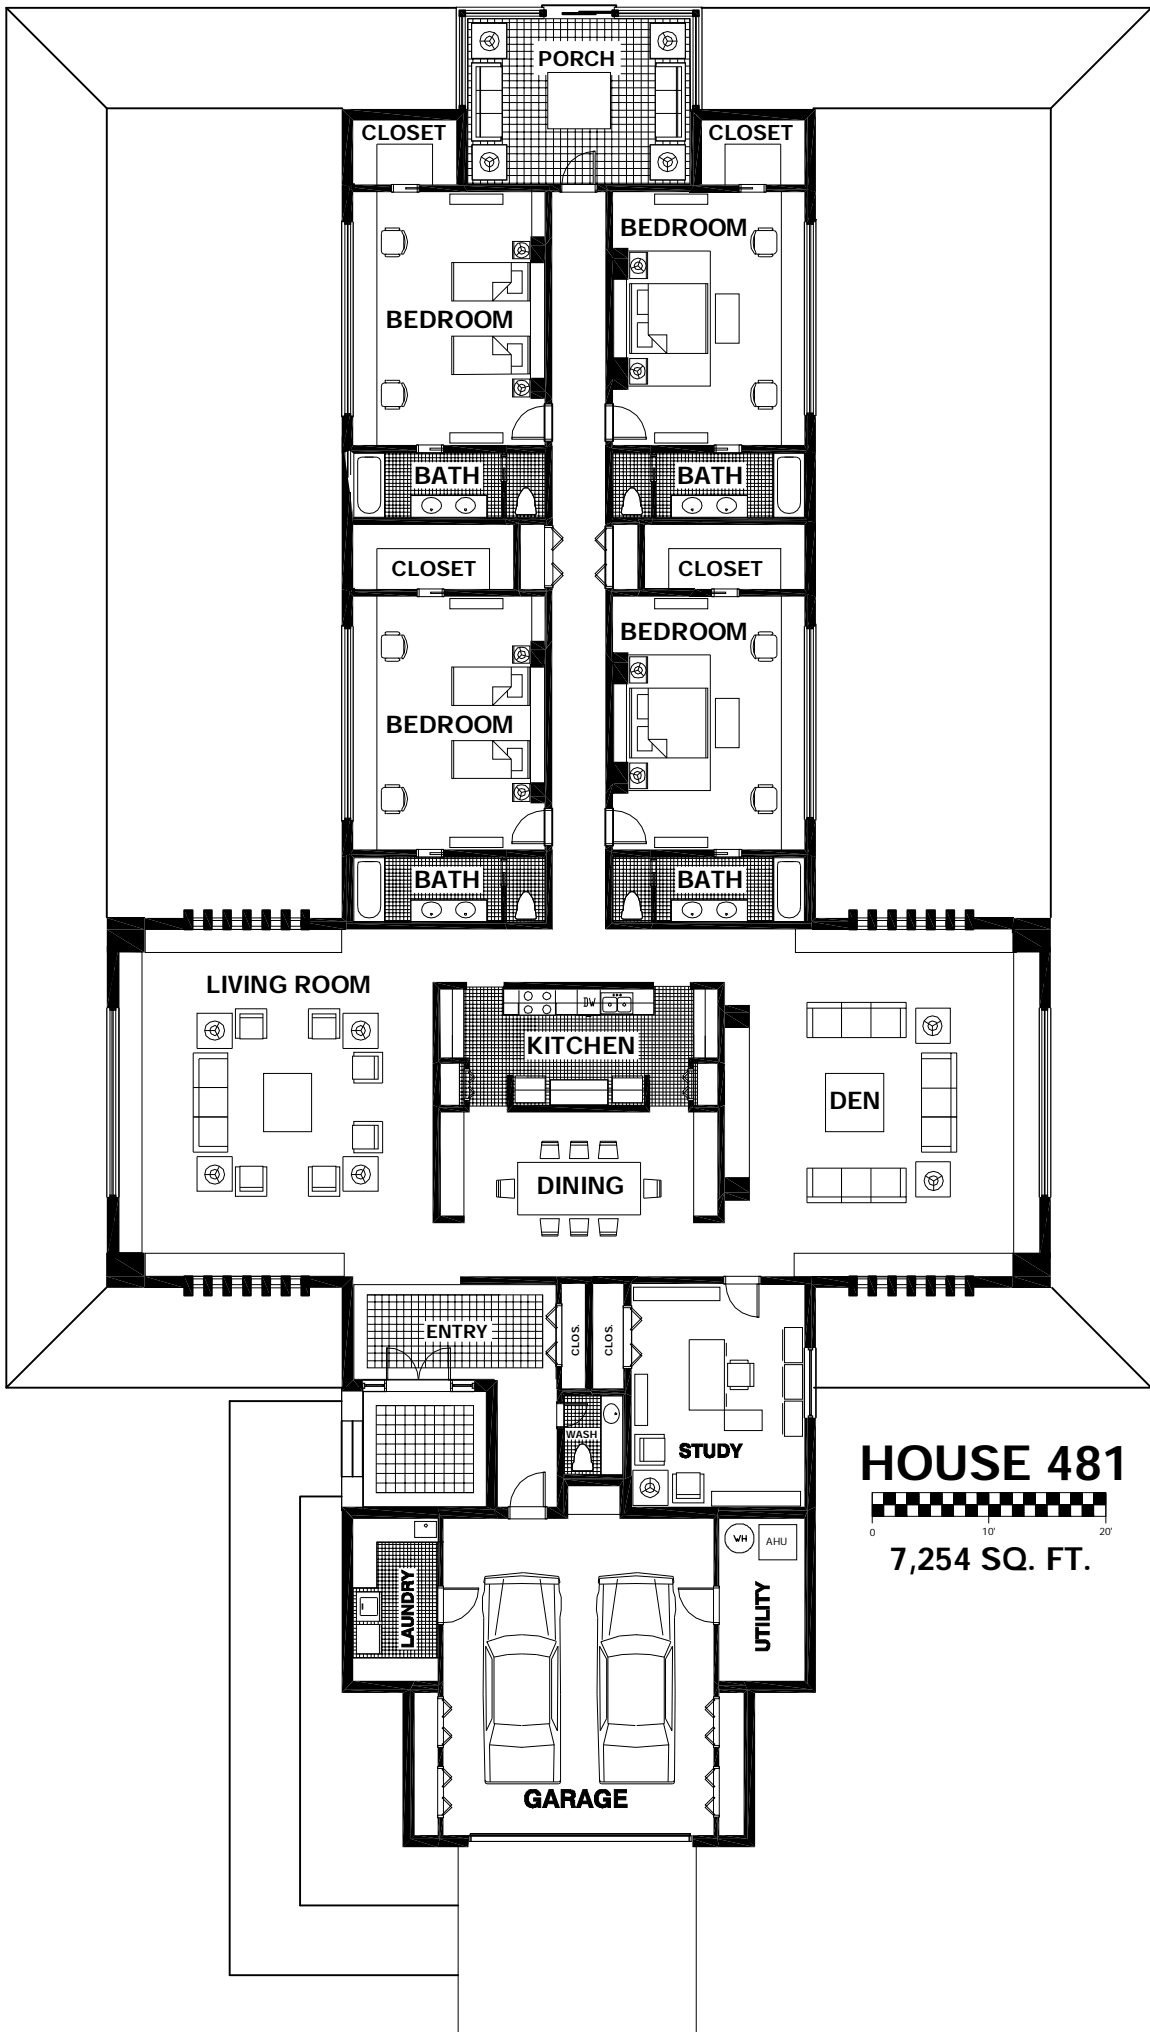 PORCH
CLOSET
CLOSET
BEDROOM
BEDROOM
BATH
BATH
CLOSET
CLOSET
BEDROOM
BEDROOM
BATH
BATH
LIVING ROOM
DW
KITCHEN
DEN
DINING
ENTRY
CLOS.
CLOS.
WASH
STUDY
HOUSE 481
0 10' 20'
7,254 SQ. FT.
WH
AHU
LAUNDRY
UTILITY
GARAGE